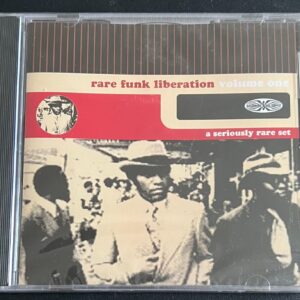 rare funk liberation volume one
a seriously rare set